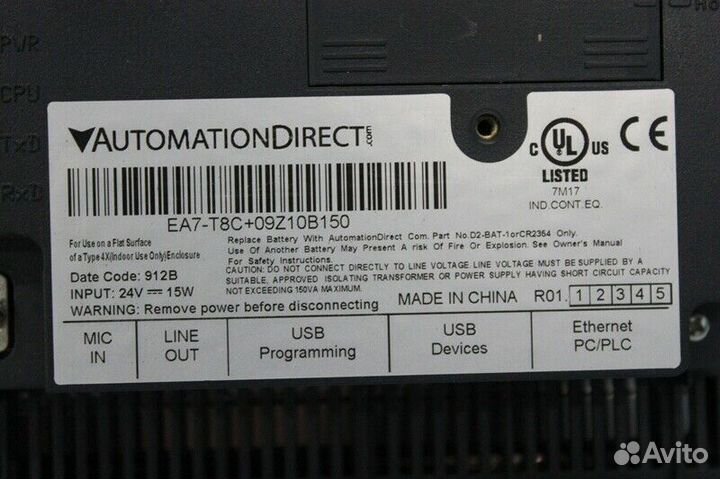 PWR
CPU
TxD
RxD
AUTOMATIONDIRECT.com
C UL US
LISTED
7M17
IND.CONT.EQ.
CE
EA7-T8C+09Z10B150
For Use on a Flat Surface
of a Type 4X(Indoor Use Only)Enclosure
Replace Battery With AutomationDirect Com. Part No.D2-BAT-1orCR2354 Only.
Use Of Another Battery May Present A Risk Of Fire Or Explosion. See Owner's Manual
For Safety Instructions.
CAUTION: DO NOT CONNECT DIRECTLY TO LINE VOLTAGE. LINE VOLTAGE MUST BE SUPPLIED BY A
SUITABLE, APPROVED ISOLATING TRANSFORMER OR POWER SUPPLY HAVING SHORT CIRCUIT CAPACITY
NOT EXCEEDING 150VA MAXIMUM.
Date Code: 912B
INPUT: 24V ⎓ 15W
WARNING: Remove power before disconnecting
MADE IN CHINA
R01. 1 2 3 4 5
MIC IN
LINE OUT
USB Programming
USB Devices
Ethernet PC/PLC
Avito